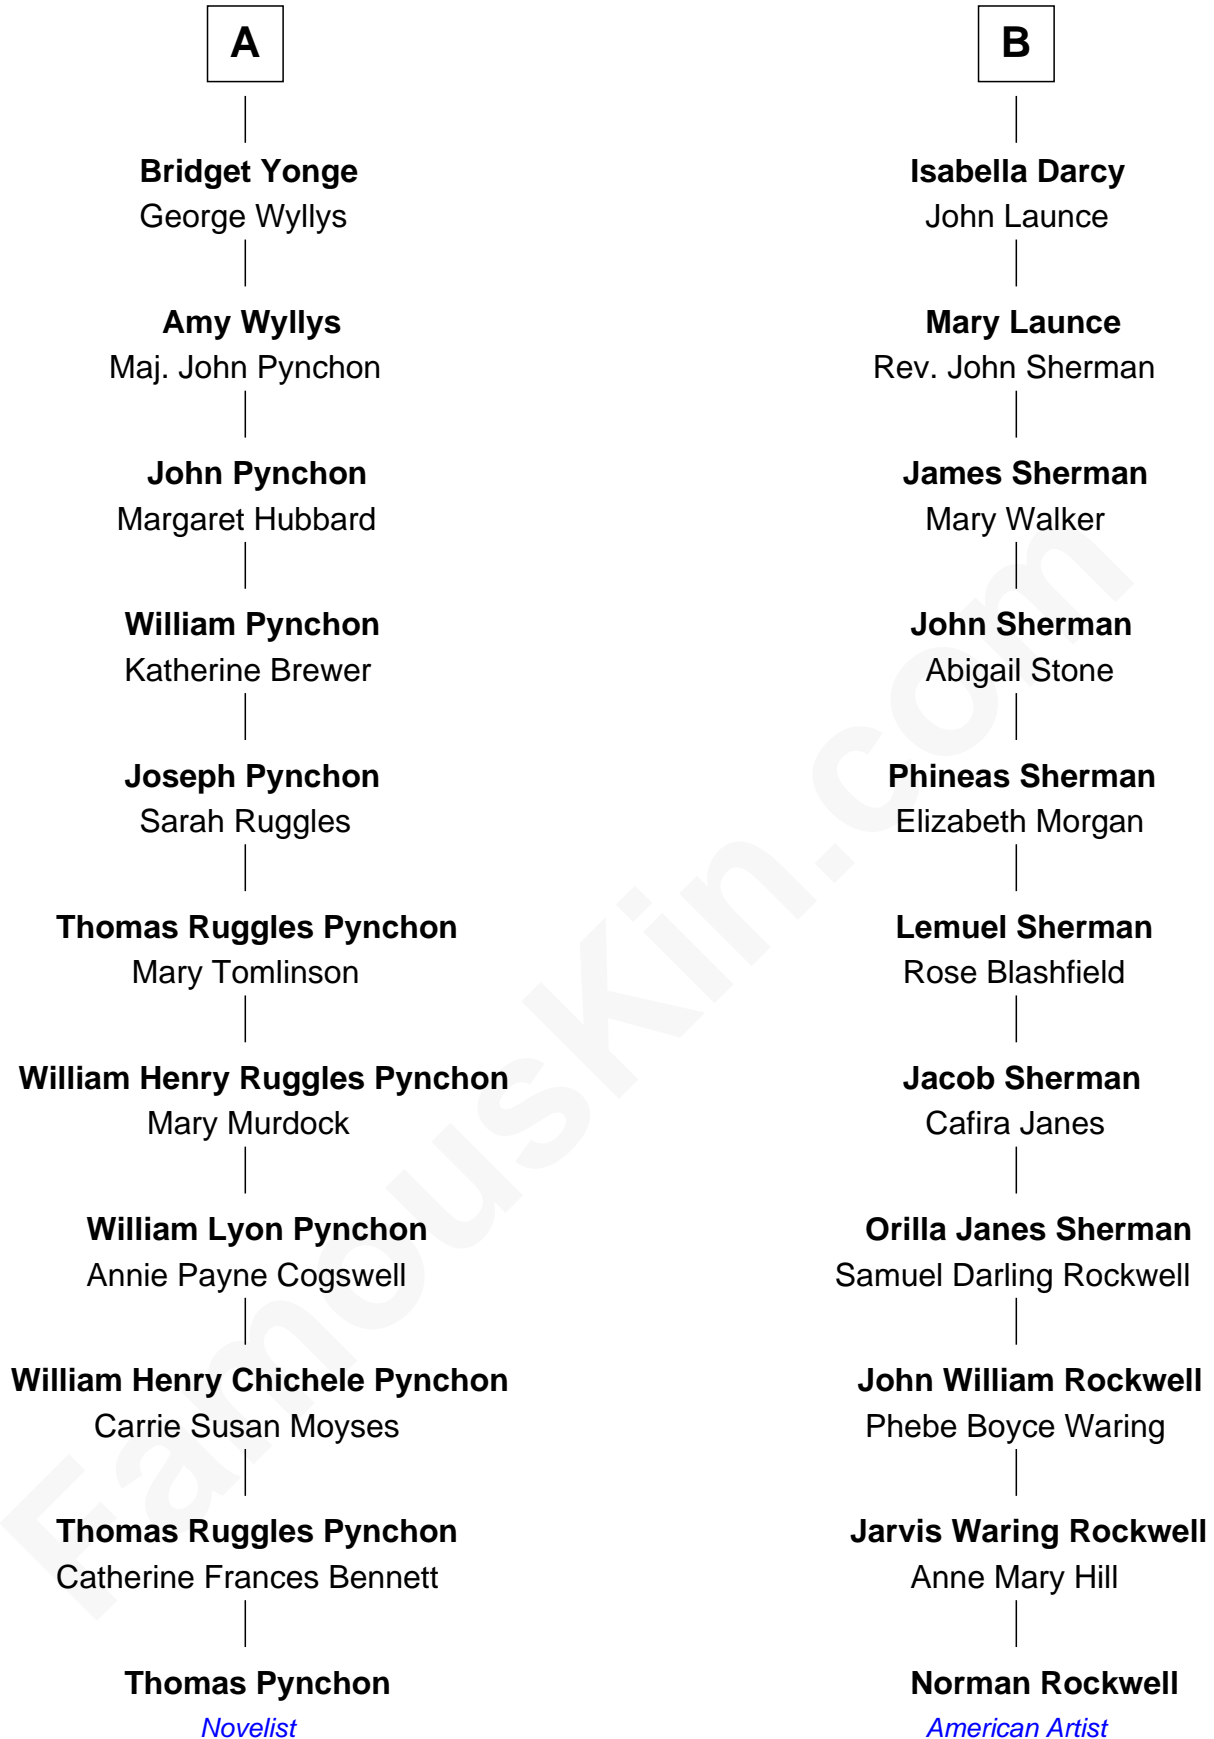 A
Bridget Yonge
George Wyllys
Amy Wyllys
Maj. John Pynchon
John Pynchon
Margaret Hubbard
William Pynchon
Katherine Brewer
Joseph Pynchon
Sarah Ruggles
Thomas Ruggles Pynchon
Mary Tomlinson
William Henry Ruggles Pynchon
Mary Murdock
William Lyon Pynchon
Annie Payne Cogswell
William Henry Chichele Pynchon
Carrie Susan Moyses
Thomas Ruggles Pynchon
Catherine Frances Bennett
Thomas Pynchon
Novelist
B
Isabella Darcy
John Launce
Mary Launce
Rev. John Sherman
James Sherman
Mary Walker
John Sherman
Abigail Stone
Phineas Sherman
Elizabeth Morgan
Lemuel Sherman
Rose Blashfield
Jacob Sherman
Cafira Janes
Orilla Janes Sherman
Samuel Darling Rockwell
John William Rockwell
Phebe Boyce Waring
Jarvis Waring Rockwell
Anne Mary Hill
Norman Rockwell
American Artist
FamousKin.com